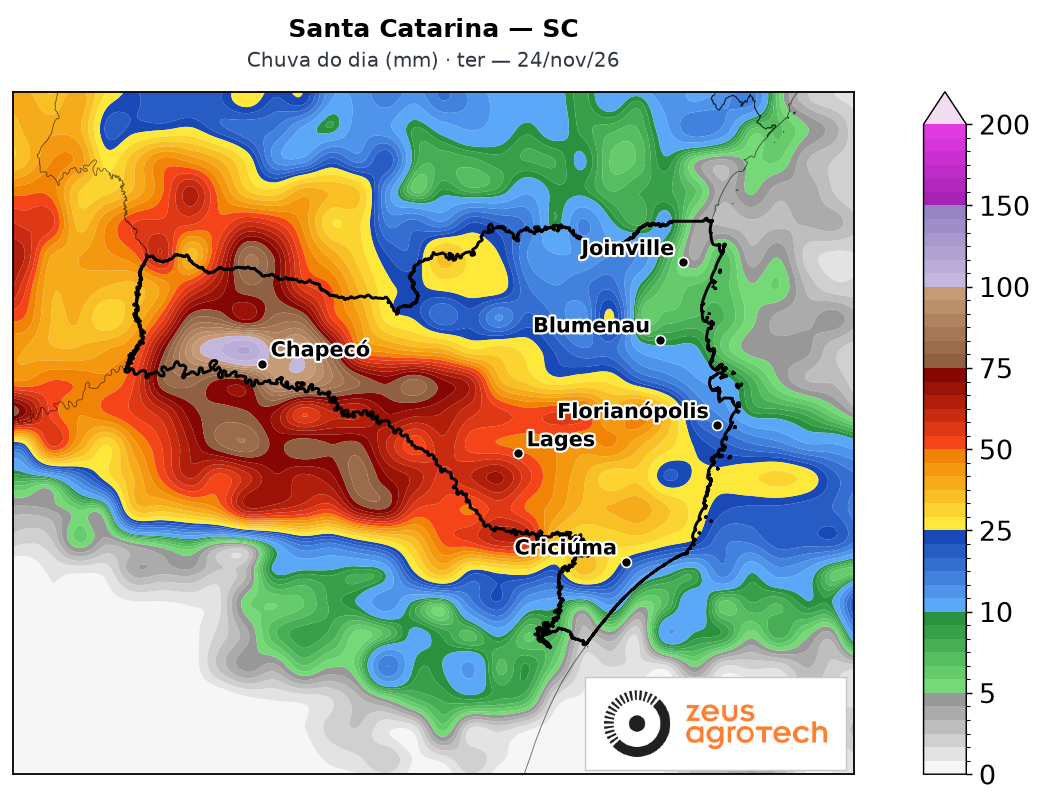 Santa Catarina — SC
Chuva do dia (mm) · ter — 24/nov/26
Joinville
Blumenau
Chapecó
Florianópolis
Lages
Criciúma
200
150
100
75
50
25
10
5
0
zeus
agrotech